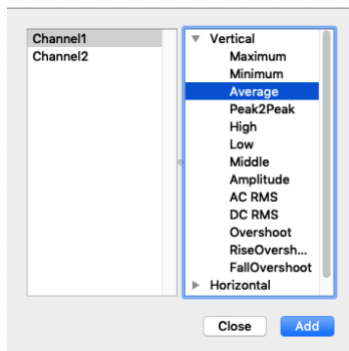 Channel1
Channel2
Vertical
Maximum
Minimum
Average
Peak2Peak
High
Low
Middle
Amplitude
AC RMS
DC RMS
Overshoot
RiseOversh...
FallOvershoot
Horizontal
Close
Add